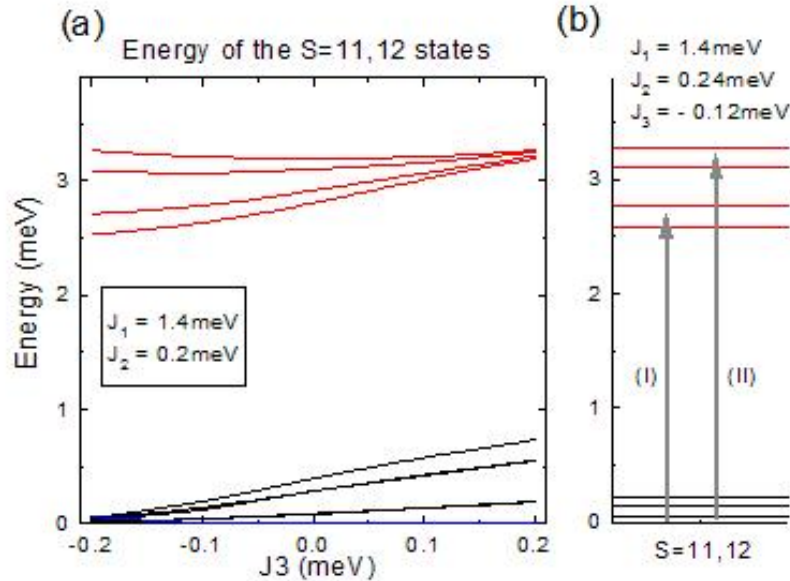 (a)
Energy of the S=11,12 states
Energy (meV)
3
2
1
0
J1 = 1.4meV
J2 = 0.2meV
-0.2 -0.1 0.0 0.1 0.2
J3 (meV)
(b)
J1 = 1.4meV
J2 = 0.24meV
J3 = - 0.12meV
3
2
1
0
(I)
(II)
S=11,12